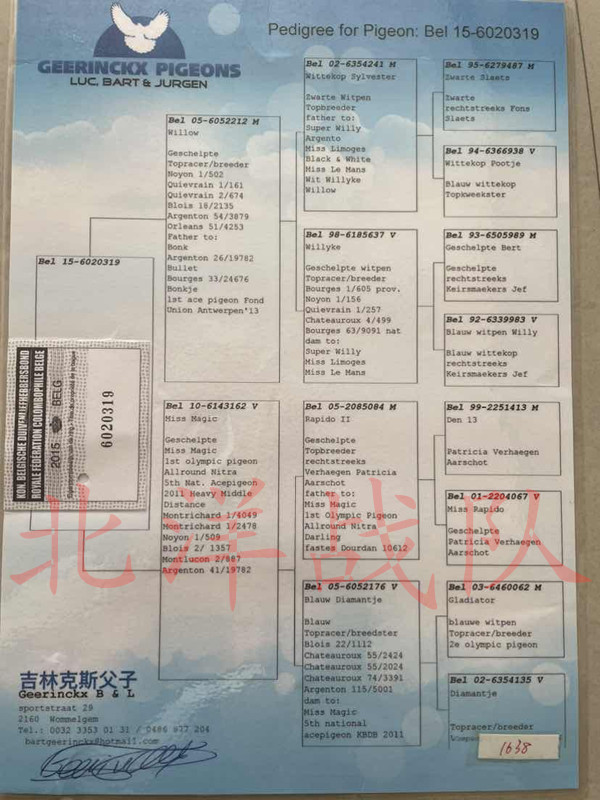 GEERINCKX PIGEONS
LUC, BART & JURGEN
Pedigree for Pigeon: Bel 15-6020319
Bel 15-6020319
Bel 05-6052212 M
Willow
Geschelpte
Topracer/breeder
Noyon 1/502
Quievrain 1/161
Quievrain 2/674
Blois 18/2135
Argenton 54/3879
Orleans 51/4253
Father to:
Bonk
Argenton 26/19782
Bullet
Bourges 33/24676
Bonkje
1st ace pigeon Fond
Union Antwerpen'13
Bel 10-6143162 V
Miss Magic
Geschelpte
Miss Magic
1st olympic pigeon
Allround Nitra
5th Nat. Acepigeon
2011 Heavy Middle
Distance
Montrichard 1/4049
Montrichard 1/2478
Noyon 1/509
Blois 2/ 1357
Montlucon 2/887
Argenton 41/19782
Bel 02-6354241 M
Wittekop Sylvester
Zwarte Witpen
Topbreeder
father to:
Super Willy
Argento
Miss Limoges
Black & White
Miss Le Mans
Wit Willyke
Willow
Bel 98-6185637 V
Willyke
Geschelpte witpen
Topracer/breeder
Bourges 1/605 prov.
Noyon 1/156
Quievrain 1/257
Chateauroux 4/499
Bourges 63/9091 nat
dam to:
Super Willy
Miss Limoges
Miss Le Mans
Bel 05-2085084 M
Rapido II
Geschelpte
Topbreeder
rechtstreeks
Verhaegen Patricia
Aarschot
father to:
Miss Magic
1st Olympic Pigeon
Allround Nitra
Darling
fastes Dourdan 10612
Bel 05-6052176 V
Blauw Diamantje
Blauw
Topracer/breedster
Blois 22/1112
Chateauroux 55/2424
Chateauroux 55/2024
Chateauroux 74/3391
Argenton 115/5001
dam to:
Miss Magic
5th national
acepigeon KBDB 2011
Bel 95-6279487 M
Zwarte Slaets
Zwarte
rechtstreeks Fons
Slaets
Bel 94-6366938 V
Wittekop Pootje
Blauw wittekop
Topkweekster
Bel 93-6505989 M
Geschelpte Bert
Geschelpte
rechtstreeks
Keirsmaekers Jef
Bel 92-6339983 V
Blauw witpen Willy
Blauw wittekop
rechtstreeks
Keirsmaekers Jef
Bel 99-2251413 M
Den 13
Patricia Verhaegen
Aarschot
Bel 01-2204067 V
Miss Rapido
Geschelpte
Patricia Verhaegen
Aarschot
Bel 03-6460062 M
Gladiator
blauwe witpen
Topracer/breeder
2e olympic pigeon
Bel 02-6354135 V
Diamantje
Topracer/breeder
1638
KON. BELGISCHE DUIVENLIEFHEBBERSBOND
ROYALE FEDERATION COLOMBOPHILE BELGE
2015 BELG
6020319
北洋战队
吉林克斯父子
Geerinckx B & L
sportstraat 29
2160 Wommelgem
Tel.: 0032 3353 01 31 / 0486 977 204
bartgeerinckx@hotmail.com